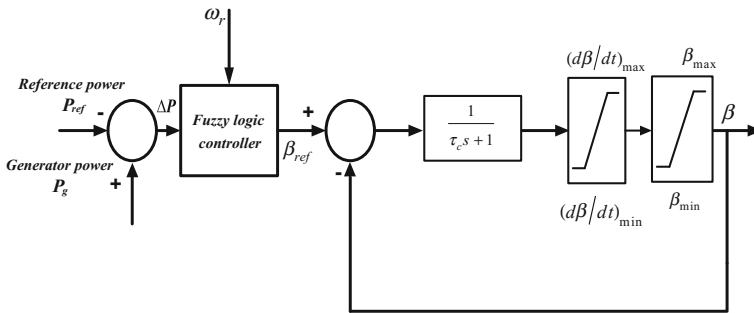 ω_r
Reference power
P_ref
-
ΔP
Generator power
P_g
+
Fuzzy logic
controller
+
β_ref
-
1
τ_c s + 1
(dβ/dt)_max
(dβ/dt)_min
β_max
β_min
β